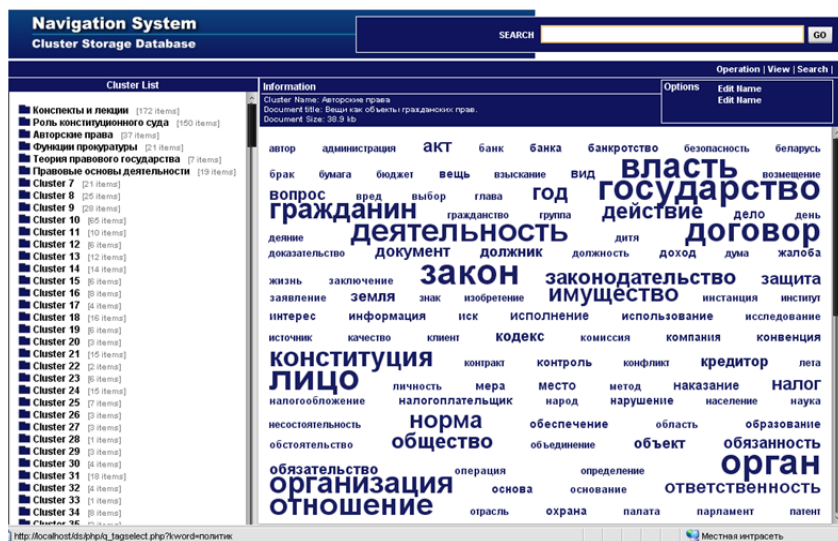 Navigation System
Cluster Storage Database
SEARCH GO
Operation | View | Search |
Cluster List
Конспекты и лекции [172 items]
Роль конституционного суда [150 items]
Авторские права [37 items]
Функции прокуратуры [21 items]
Теория правового государства [7 items]
Правовые основы деятельности [19 items]
Cluster 7 [21 items]
Cluster 8 [25 items]
Cluster 9 [28 items]
Cluster 10 [65 items]
Cluster 11 [10 items]
Cluster 12 [6 items]
Cluster 13 [12 items]
Cluster 14 [14 items]
Cluster 15 [6 items]
Cluster 16 [8 items]
Cluster 17 [4 items]
Cluster 18 [16 items]
Cluster 19 [6 items]
Cluster 20 [3 items]
Cluster 21 [15 items]
Cluster 22 [2 items]
Cluster 23 [6 items]
Cluster 24 [15 items]
Cluster 25 [7 items]
Cluster 26 [3 items]
Cluster 27 [3 items]
Cluster 28 [1 items]
Cluster 29 [3 items]
Cluster 30 [4 items]
Cluster 31 [18 items]
Cluster 32 [4 items]
Cluster 33 [1 items]
Cluster 34 [8 items]
Information
Cluster Name: Авторские права
Document title: Вещи как объекты гражданских прав.
Document Size: 38.9 kb
Options Edit Name
Edit Name
автор администрация акт банк банка банкротство безопасность беларусь
брак бумага бюджет вещь взыскание вид власть возмещение
вопрос вред выбор глава год государство
гражданин гражданство группа действие дело день
деяние деятельность дитя договор
доказательство документ должник должность доход дума жалоба
жизнь заключение закон законодательство защита
заявление земля знак изобретение имущество инстанция институт
интерес информация иск исполнение использование исследование
источник качество клиент кодекс комиссия компания конвенция
конституция контракт контроль конфликт кредитор лета
лицо личность мера место метод наказание налог
налогообложение налогоплательщик народ нарушение население наука
несостоятельность норма обеспечение область образование
обстоятельство общество объединение объект обязанность
обязательство операция определение орган
организация основа основание ответственность
отношение отрасль охрана палата парламент патент
http://localhost/ds/php/q_tagselect.php?kword=политик
Местная интрасеть